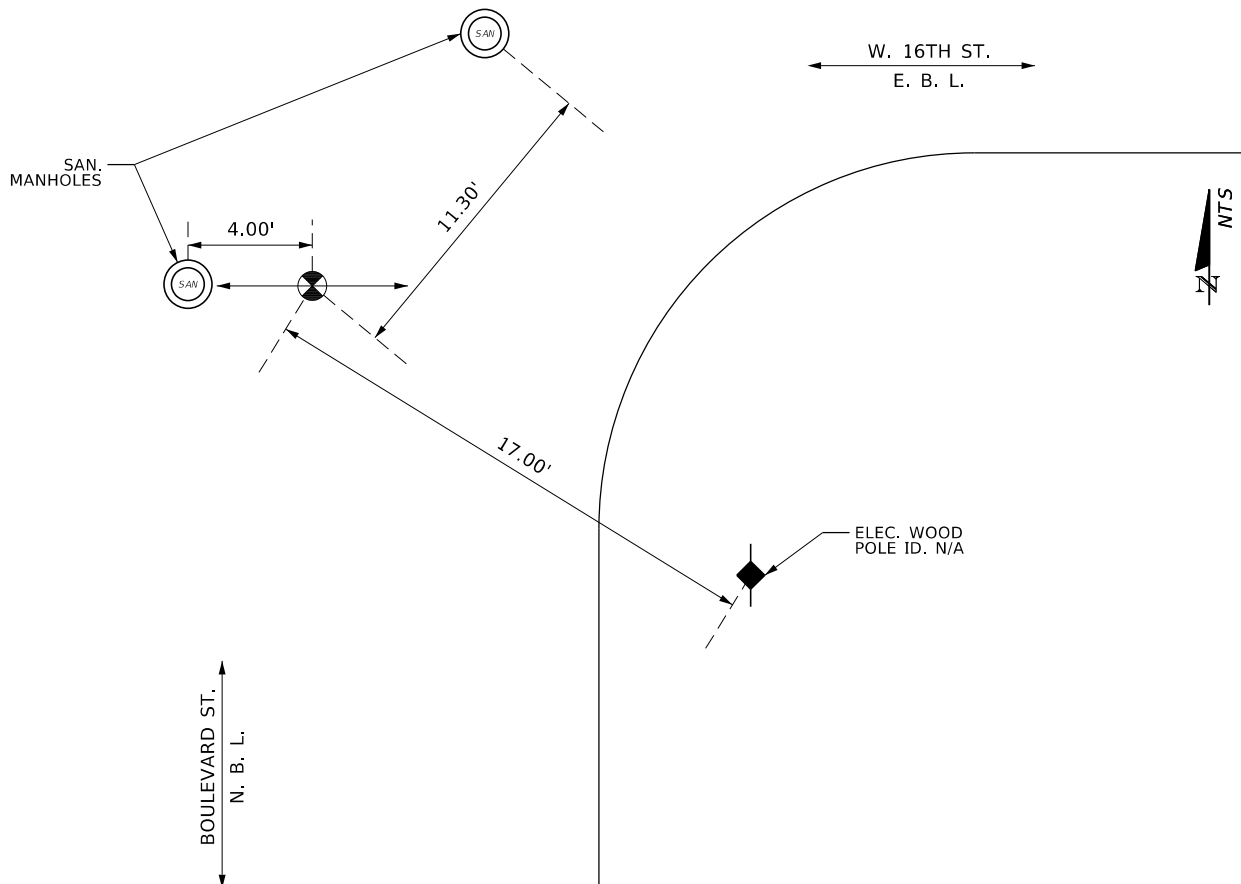 SAN
W. 16TH ST.
E. B. L.
SAN.
MANHOLES
11.30'
NTS
4.00'
SAN
N
17.00'
ELEC. WOOD
POLE ID. N/A
BOULEVARD ST.
N. B. L.